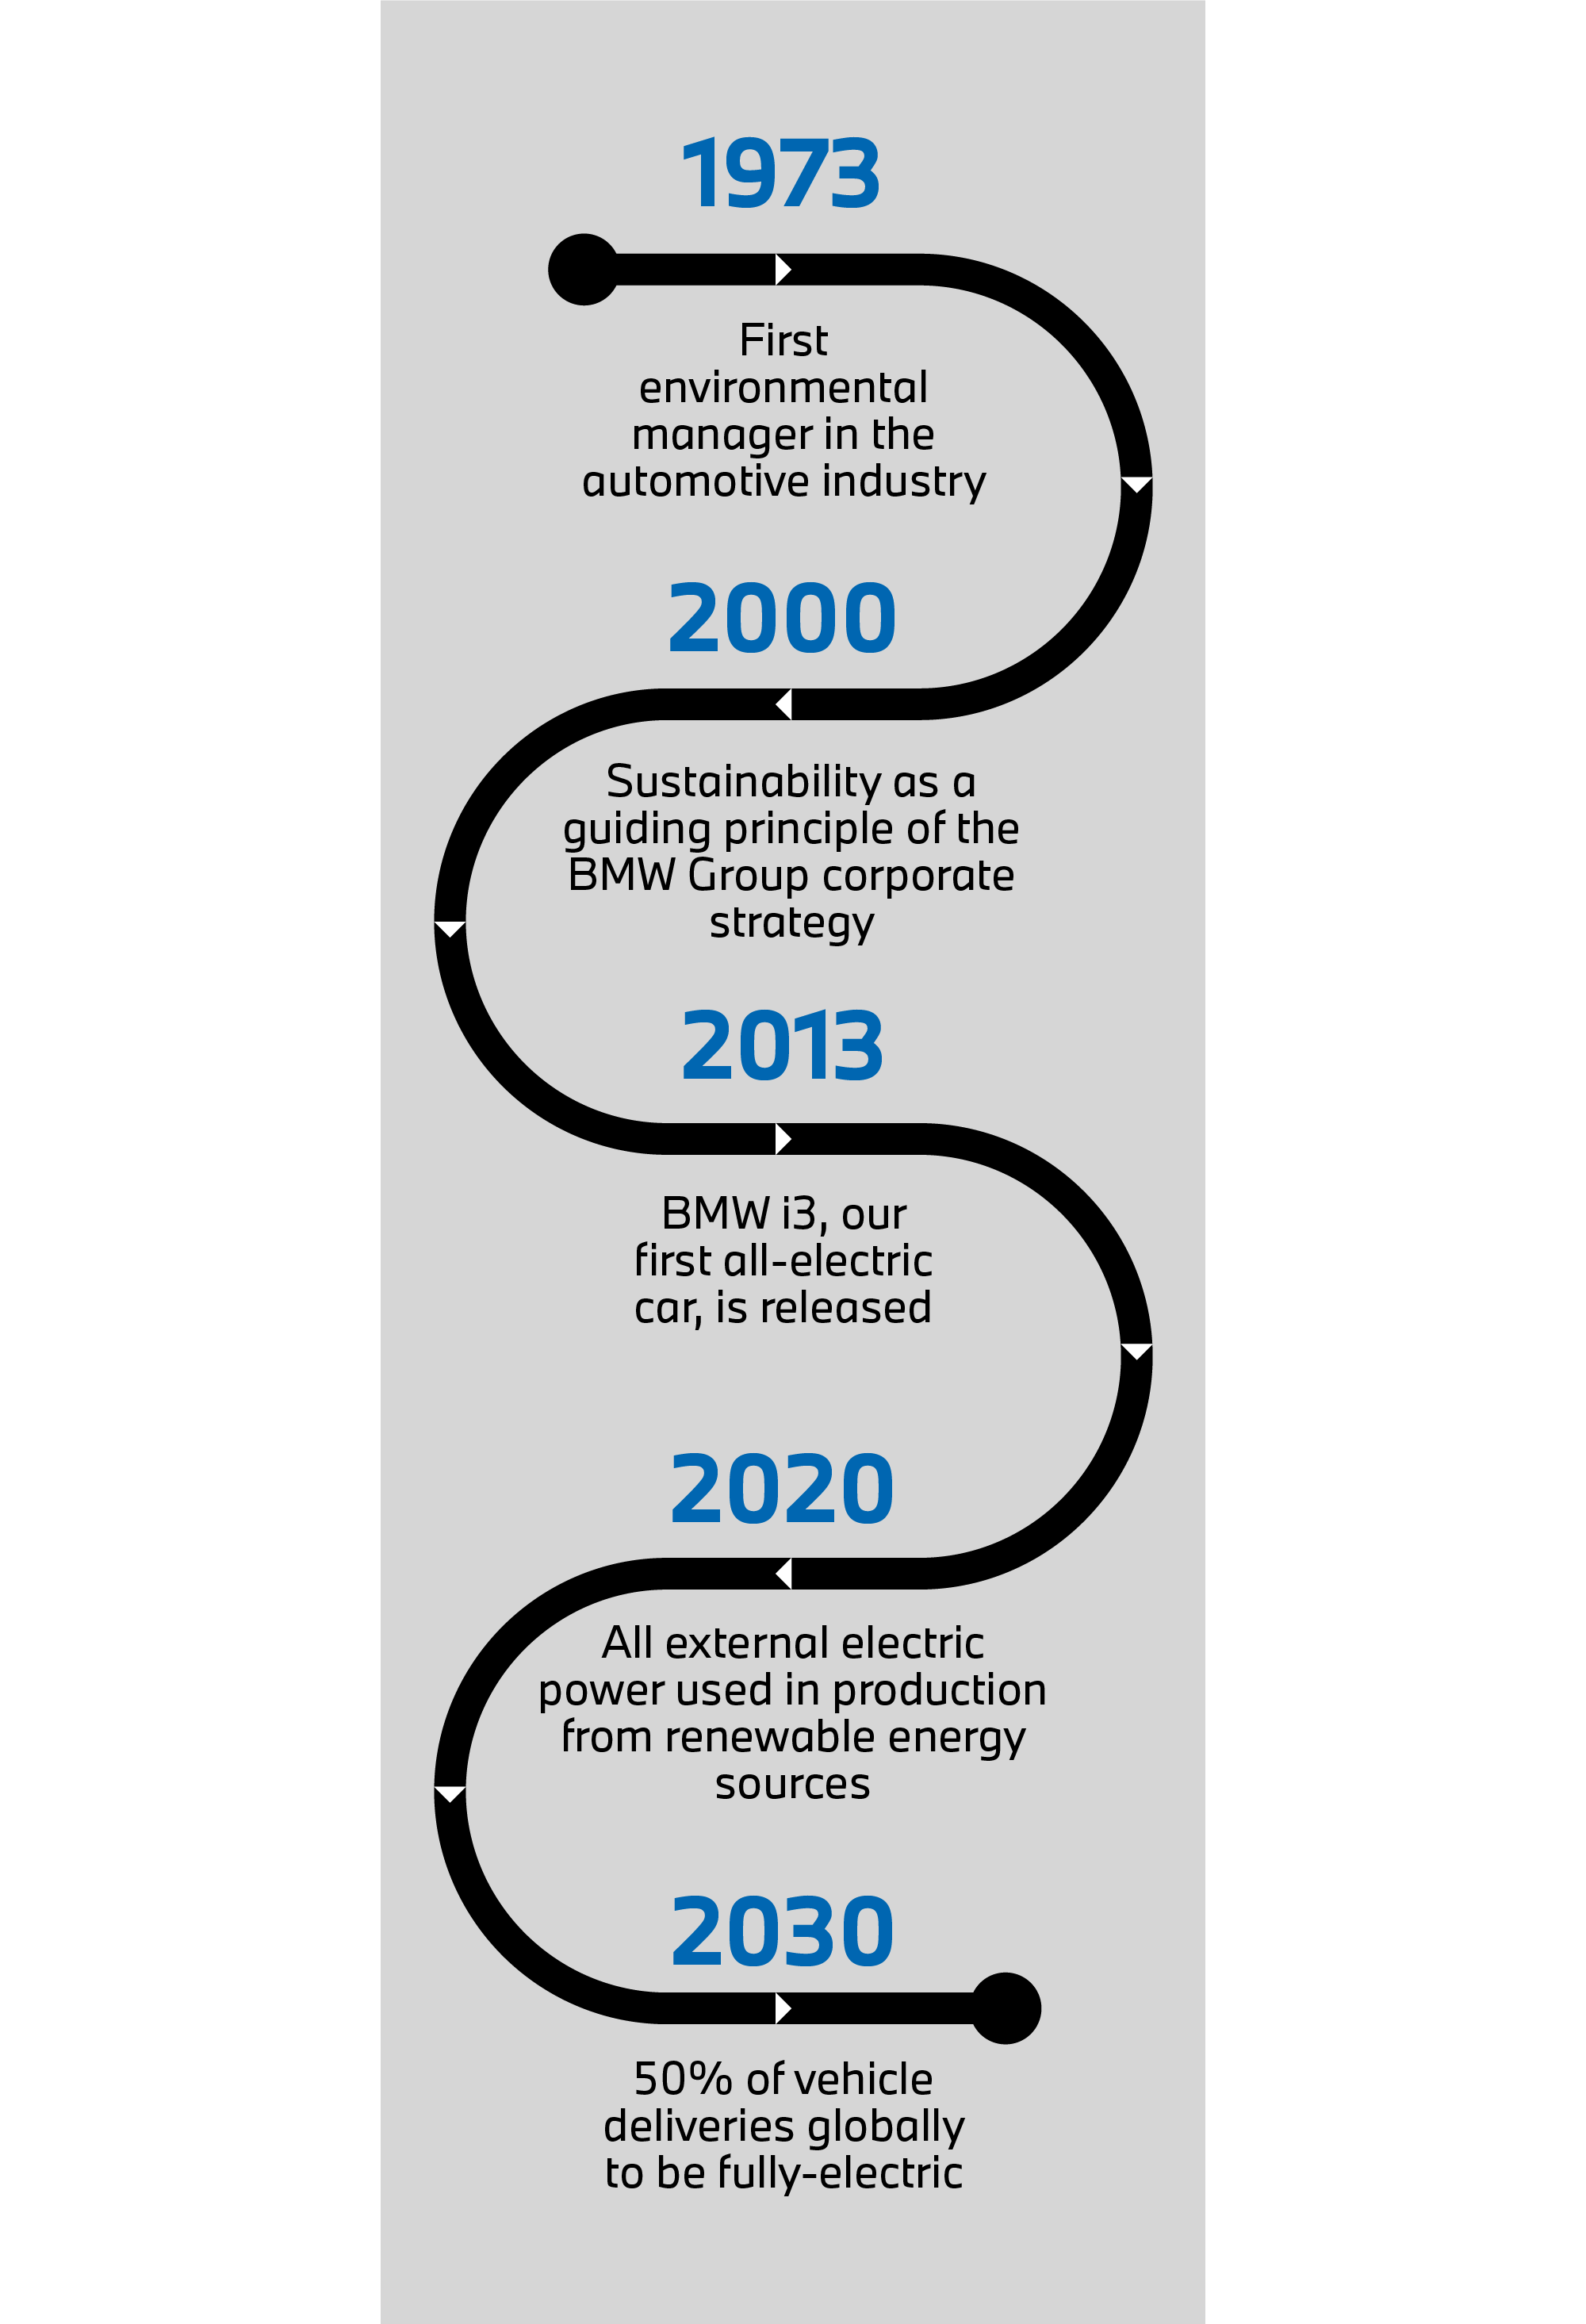 1973
First
environmental
manager in the
automotive industry
2000
Sustainability as a
guiding principle of the
BMW Group corporate
strategy
2013
BMW i3, our
first all-electric
car, is released
2020
All external electric
power used in production
from renewable energy
sources
2030
50% of vehicle
deliveries globally
to be fully-electric